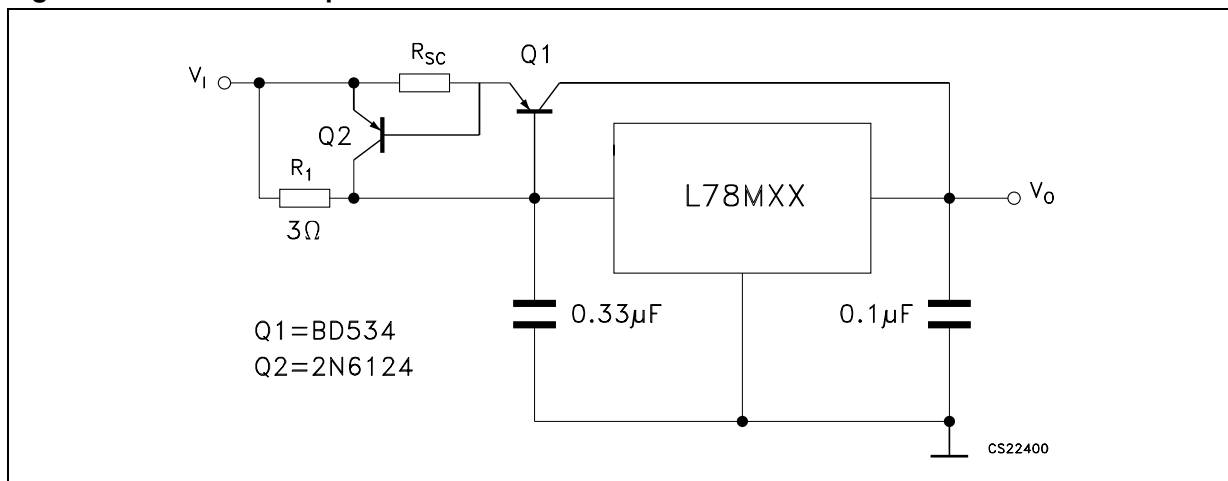 R_SC
Q1
V_I
Q2
R_1
3Ω
L78MXX
V_O
0.33µF
0.1µF
Q1=BD534
Q2=2N6124
CS22400